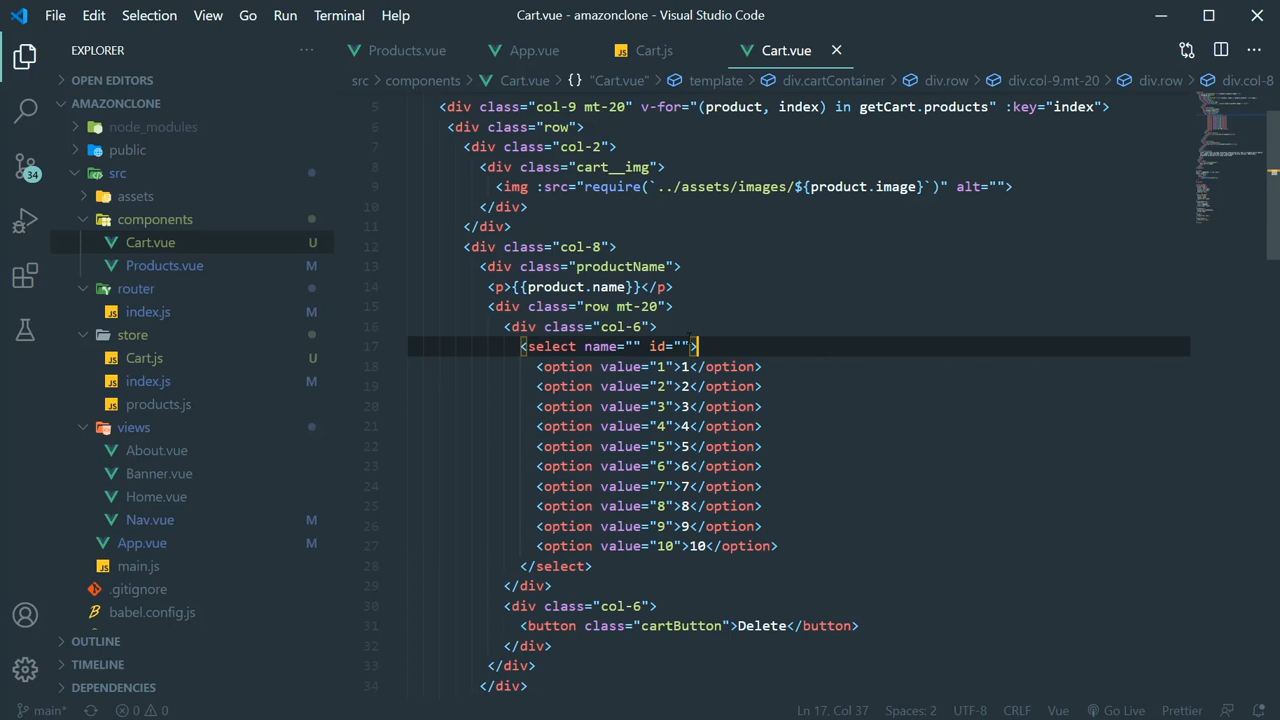 File Edit Selection View Go Run Terminal Help
Cart.vue - amazonclone - Visual Studio Code
EXPLORER
Products.vue
App.vue
JS Cart.js
Cart.vue
src > components > Cart.vue > {} "Cart.vue" > template > div.cartContainer > div.row > div.col-9.mt-20 > div.row > div.col-8
OPEN EDITORS
AMAZONCLONE
node_modules
public
src
assets
components
Cart.vue U
Products.vue M
router
JS index.js M
store
JS Cart.js U
JS index.js M
JS products.js
views
About.vue
Banner.vue
Home.vue
Nav.vue M
App.vue M
JS main.js
.gitignore
B babel.config.js
OUTLINE
TIMELINE
DEPENDENCIES
34
5 <div class="col-9 mt-20" v-for="(product, index) in getCart.products" :key="index">
6 <div class="row">
7 <div class="col-2">
8 <div class="cart__img">
9 <img :src="require(`../assets/images/${product.image}`)" alt="">
10 </div>
11 </div>
12 <div class="col-8">
13 <div class="productName">
14 <p>{{product.name}}</p>
15 <div class="row mt-20">
16 <div class="col-6">
17 <select name="" id="">
18 <option value="1">1</option>
19 <option value="2">2</option>
20 <option value="3">3</option>
21 <option value="4">4</option>
22 <option value="5">5</option>
23 <option value="6">6</option>
24 <option value="7">7</option>
25 <option value="8">8</option>
26 <option value="9">9</option>
27 <option value="10">10</option>
28 </select>
29 </div>
30 <div class="col-6">
31 <button class="cartButton">Delete</button>
32 </div>
33 </div>
34 </div>
main* 0 0
Ln 17, Col 37 Spaces: 2 UTF-8 CRLF Vue Go Live Prettier